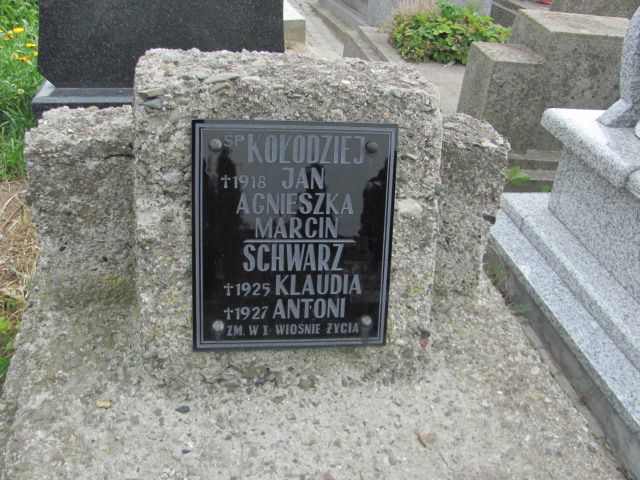 SP KOŁODZIEJ
†1918 JAN
AGNIESZKA
MARCIN
SCHWARZ
†1925 KLAUDIA
†1927 ANTONI
ZM. W I WIOŚNIE ŻYCIA